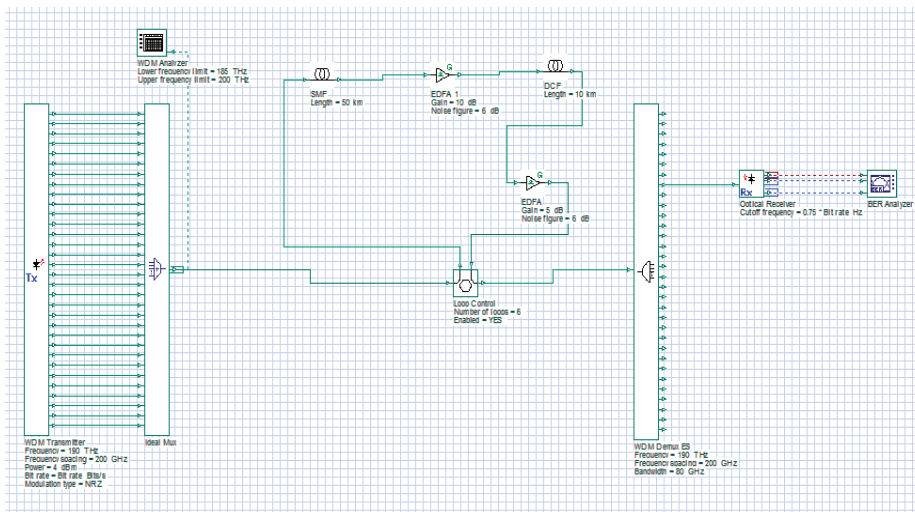 WDM Analyzer
Lower frequency limit = 185 THz
Upper frequency limit = 200 THz
SMF
Length = 50 km
G
EDFA 1
Gain = 10 dB
Noise figure = 6 dB
DCF
Length = 10 km
G
EDFA
Gain = 5 dB
Noise figure = 6 dB
Rx
Optical Receiver
Cutoff frequency = 0.75 * Bit rate Hz
BER Analyzer
Tx
Loop Control
Number of loops = 6
Enabled = YES
WDM Transmitter
Frequency = 190 THz
Frequency spacing = 200 GHz
Power = 4 dBm
Bit rate = Bit rate Bits/s
Modulation type = NRZ
Ideal Mux
WDM Demux ES
Frequency = 190 THz
Frequency spacing = 200 GHz
Bandwidth = 80 GHz